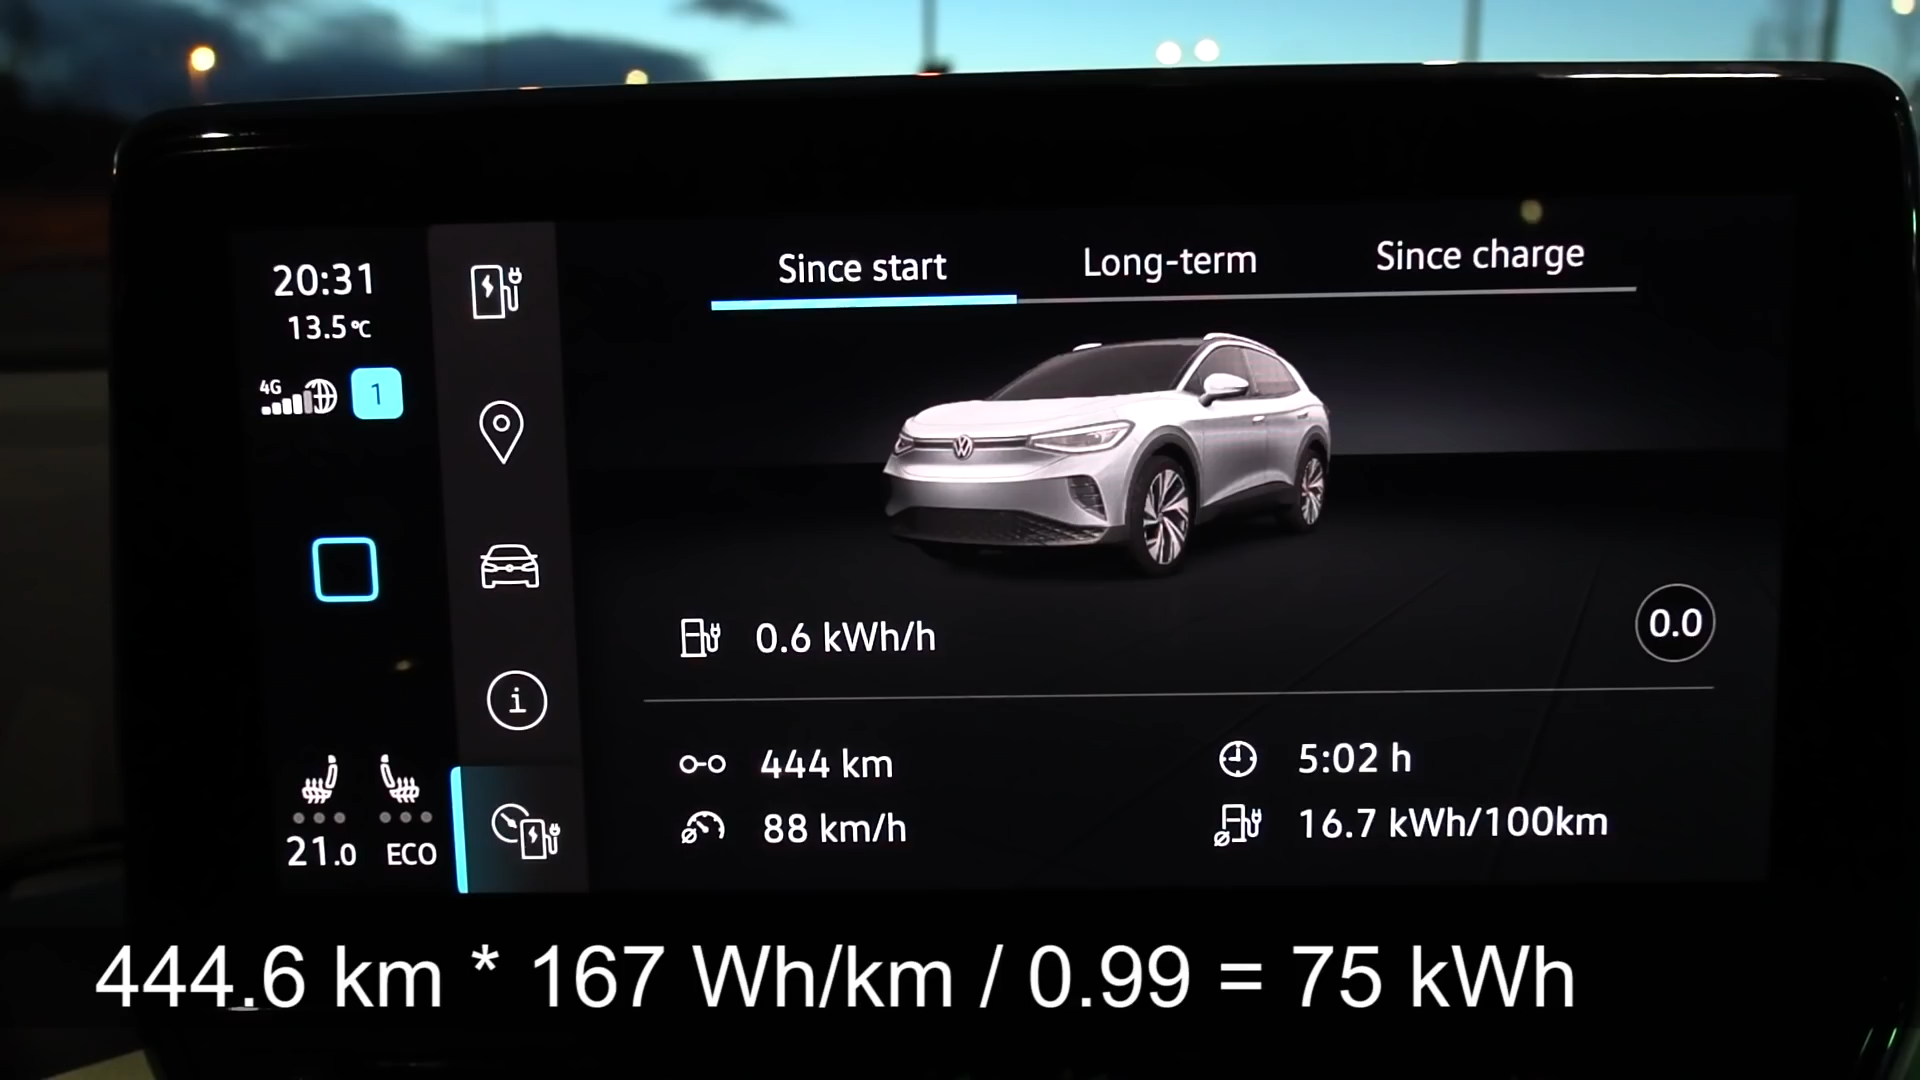 Since start Long-term Since charge
20:31
13.5°C
4G 1
0.6 kWh/h 0.0
444 km 5:02 h
88 km/h 16.7 kWh/100km
21.0 ECO
444.6 km * 167 Wh/km / 0.99 = 75 kWh